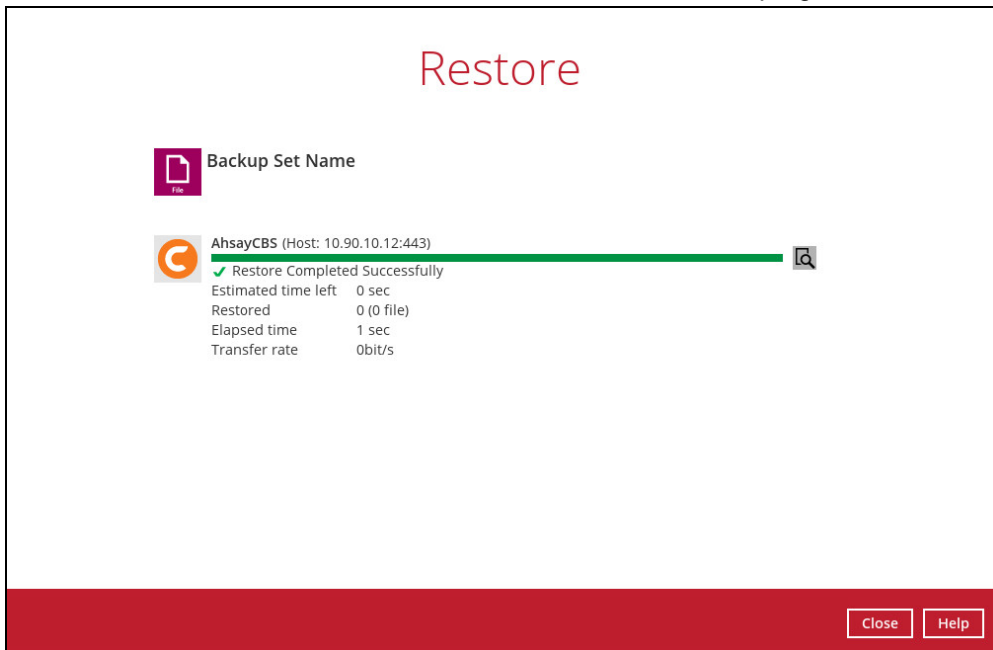 Restore
Backup Set Name
File
AhsayCBS (Host: 10.90.10.12:443)
Restore Completed Successfully
Estimated time left 0 sec
Restored 0 (0 file)
Elapsed time 1 sec
Transfer rate 0bit/s
Close Help